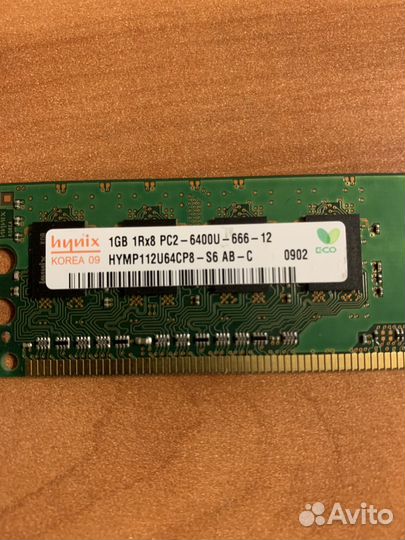 hynix
KOREA 09
1GB 1Rx8 PC2-6400U-666-12
HYMP112U64CP8-S6 AB-C
0902
ECO
Avito